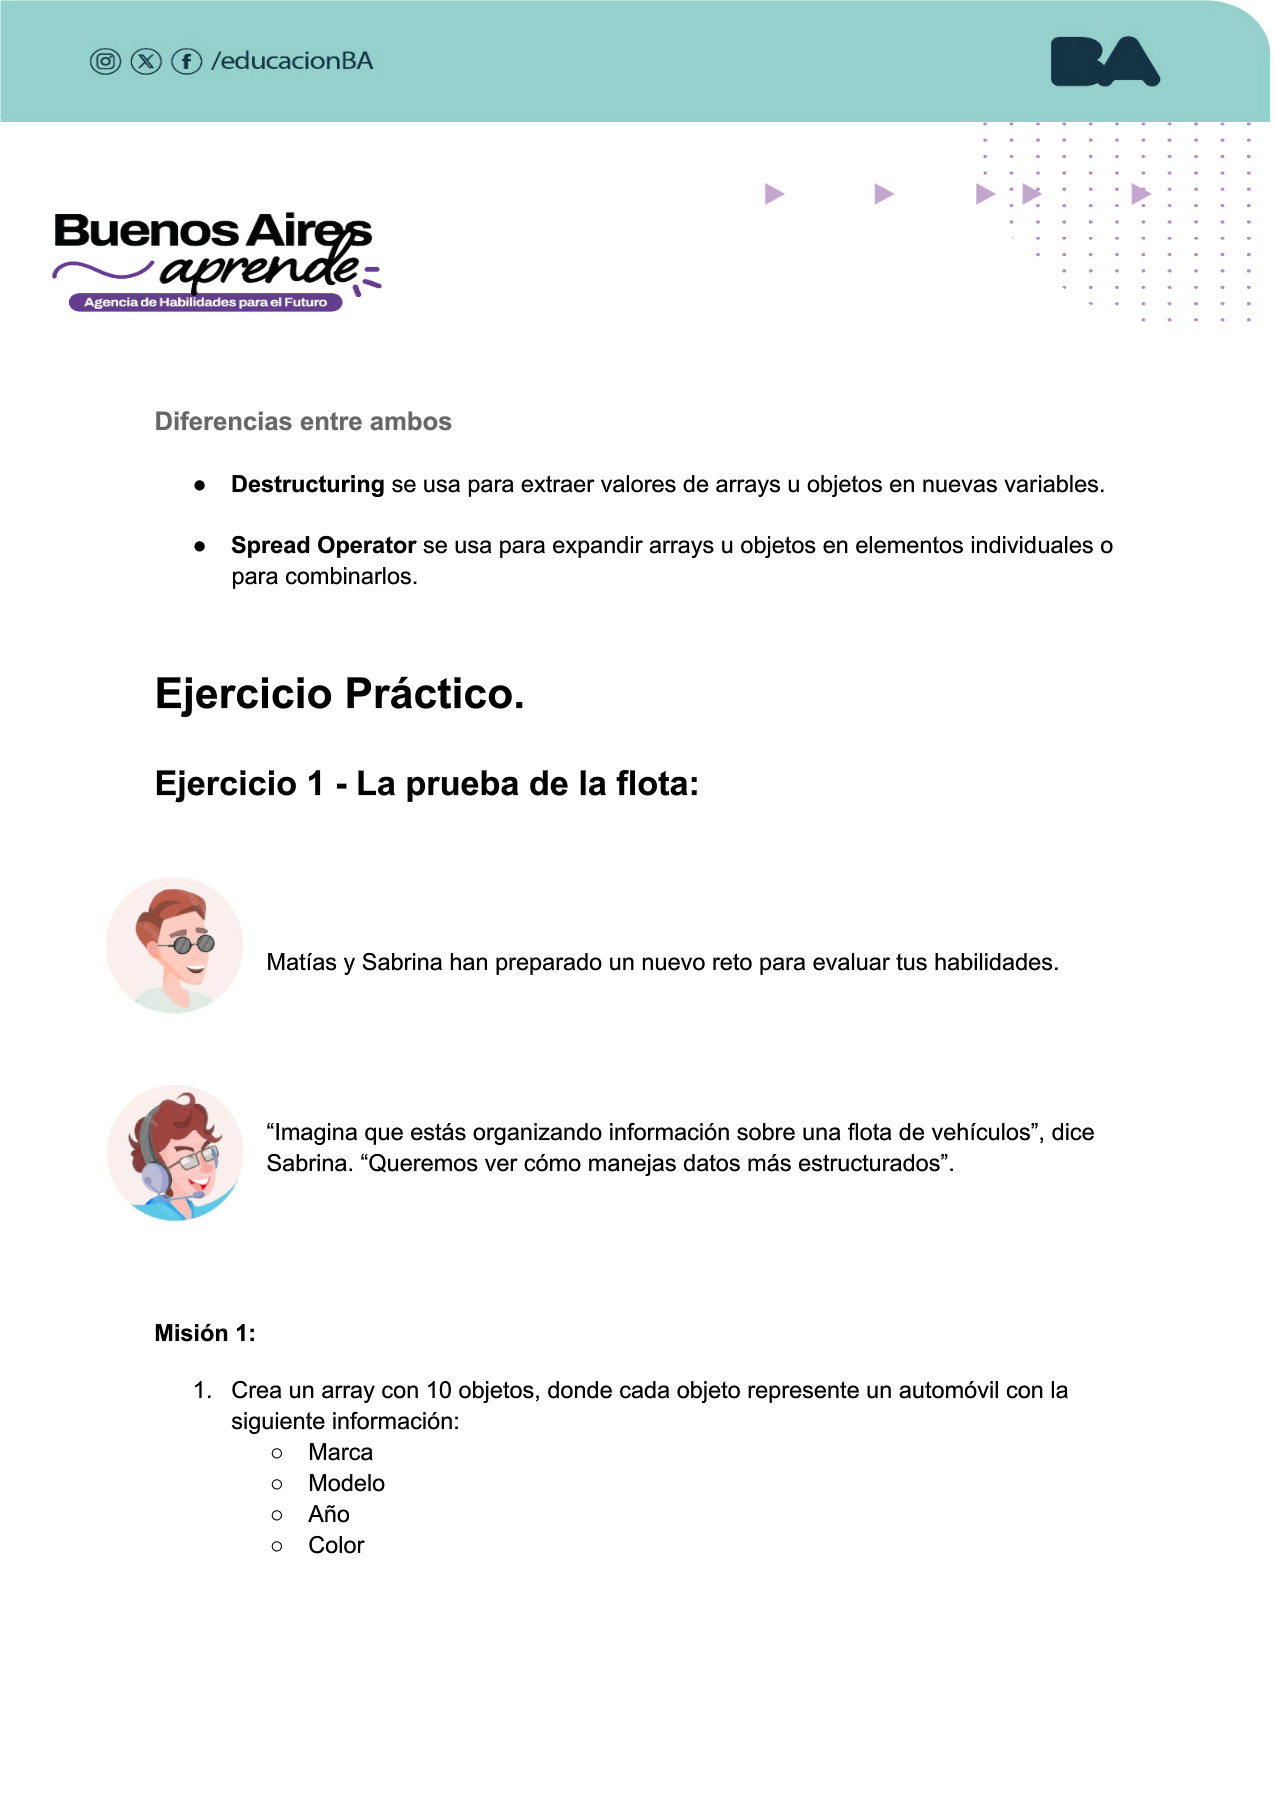 /educacionBA
BA
Buenos Aires
aprende
Agencia de Habilidades para el Futuro
Diferencias entre ambos
● Destructuring se usa para extraer valores de arrays u objetos en nuevas variables.
● Spread Operator se usa para expandir arrays u objetos en elementos individuales o
para combinarlos.
Ejercicio Práctico.
Ejercicio 1 - La prueba de la flota:
Matías y Sabrina han preparado un nuevo reto para evaluar tus habilidades.
“Imagina que estás organizando información sobre una flota de vehículos”, dice
Sabrina. “Queremos ver cómo manejas datos más estructurados”.
Misión 1:
1. Crea un array con 10 objetos, donde cada objeto represente un automóvil con la
siguiente información:
○ Marca
○ Modelo
○ Año
○ Color